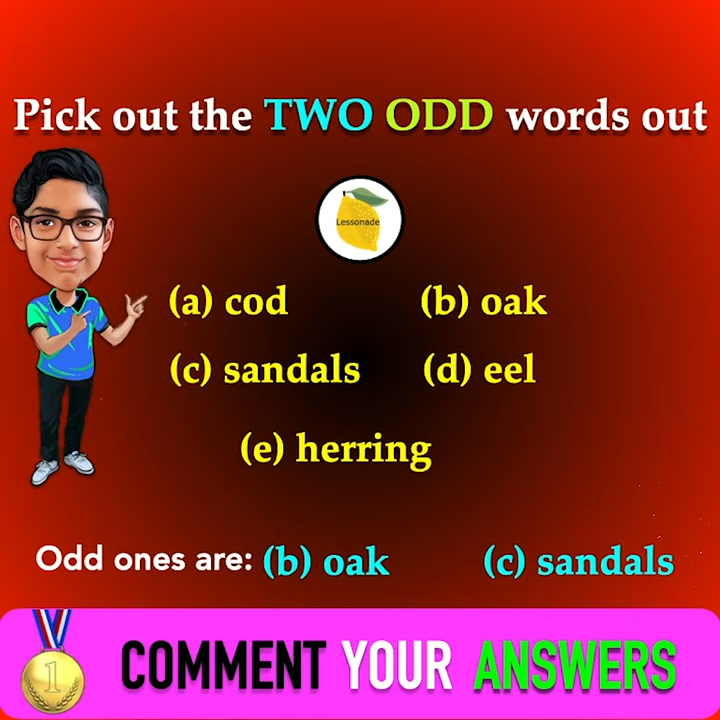 Pick out the TWO ODD words out
Lessonade
(a) cod (b) oak
(c) sandals (d) eel
(e) herring
Odd ones are: (b) oak (c) sandals
1 COMMENT YOUR ANSWERS